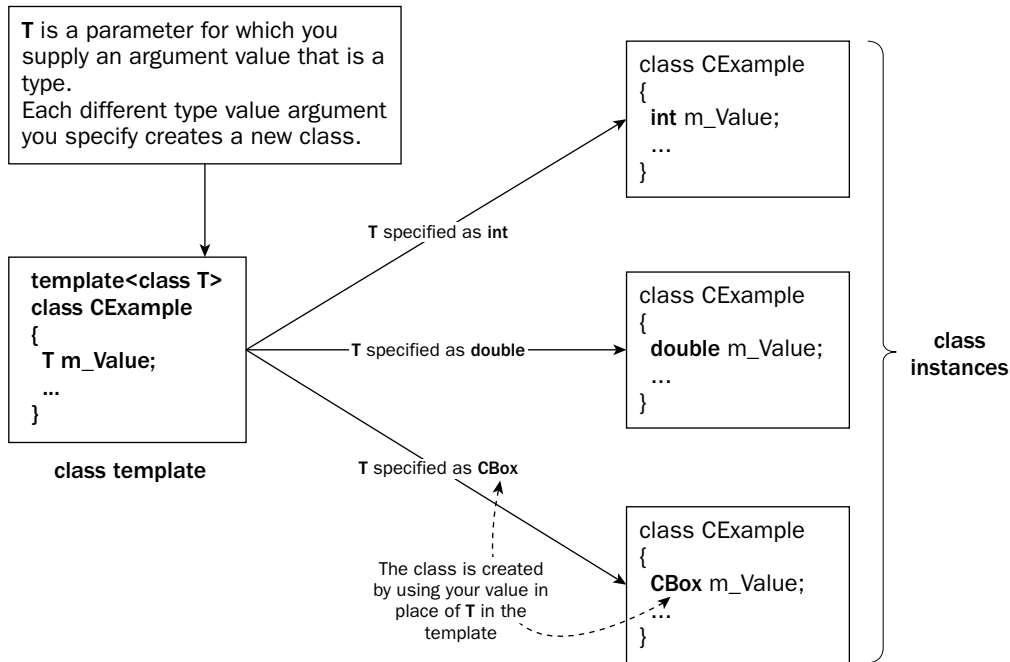 T is a parameter for which you
supply an argument value that is a
type.
Each different type value argument
you specify creates a new class.
template<class T>
class CExample
{
T m_Value;
...
}
class template
T specified as int
T specified as double
T specified as CBox
The class is created
by using your value in
place of T in the
template
class CExample
{
int m_Value;
...
}
class CExample
{
double m_Value;
...
}
class CExample
{
CBox m_Value;
...
}
class
instances